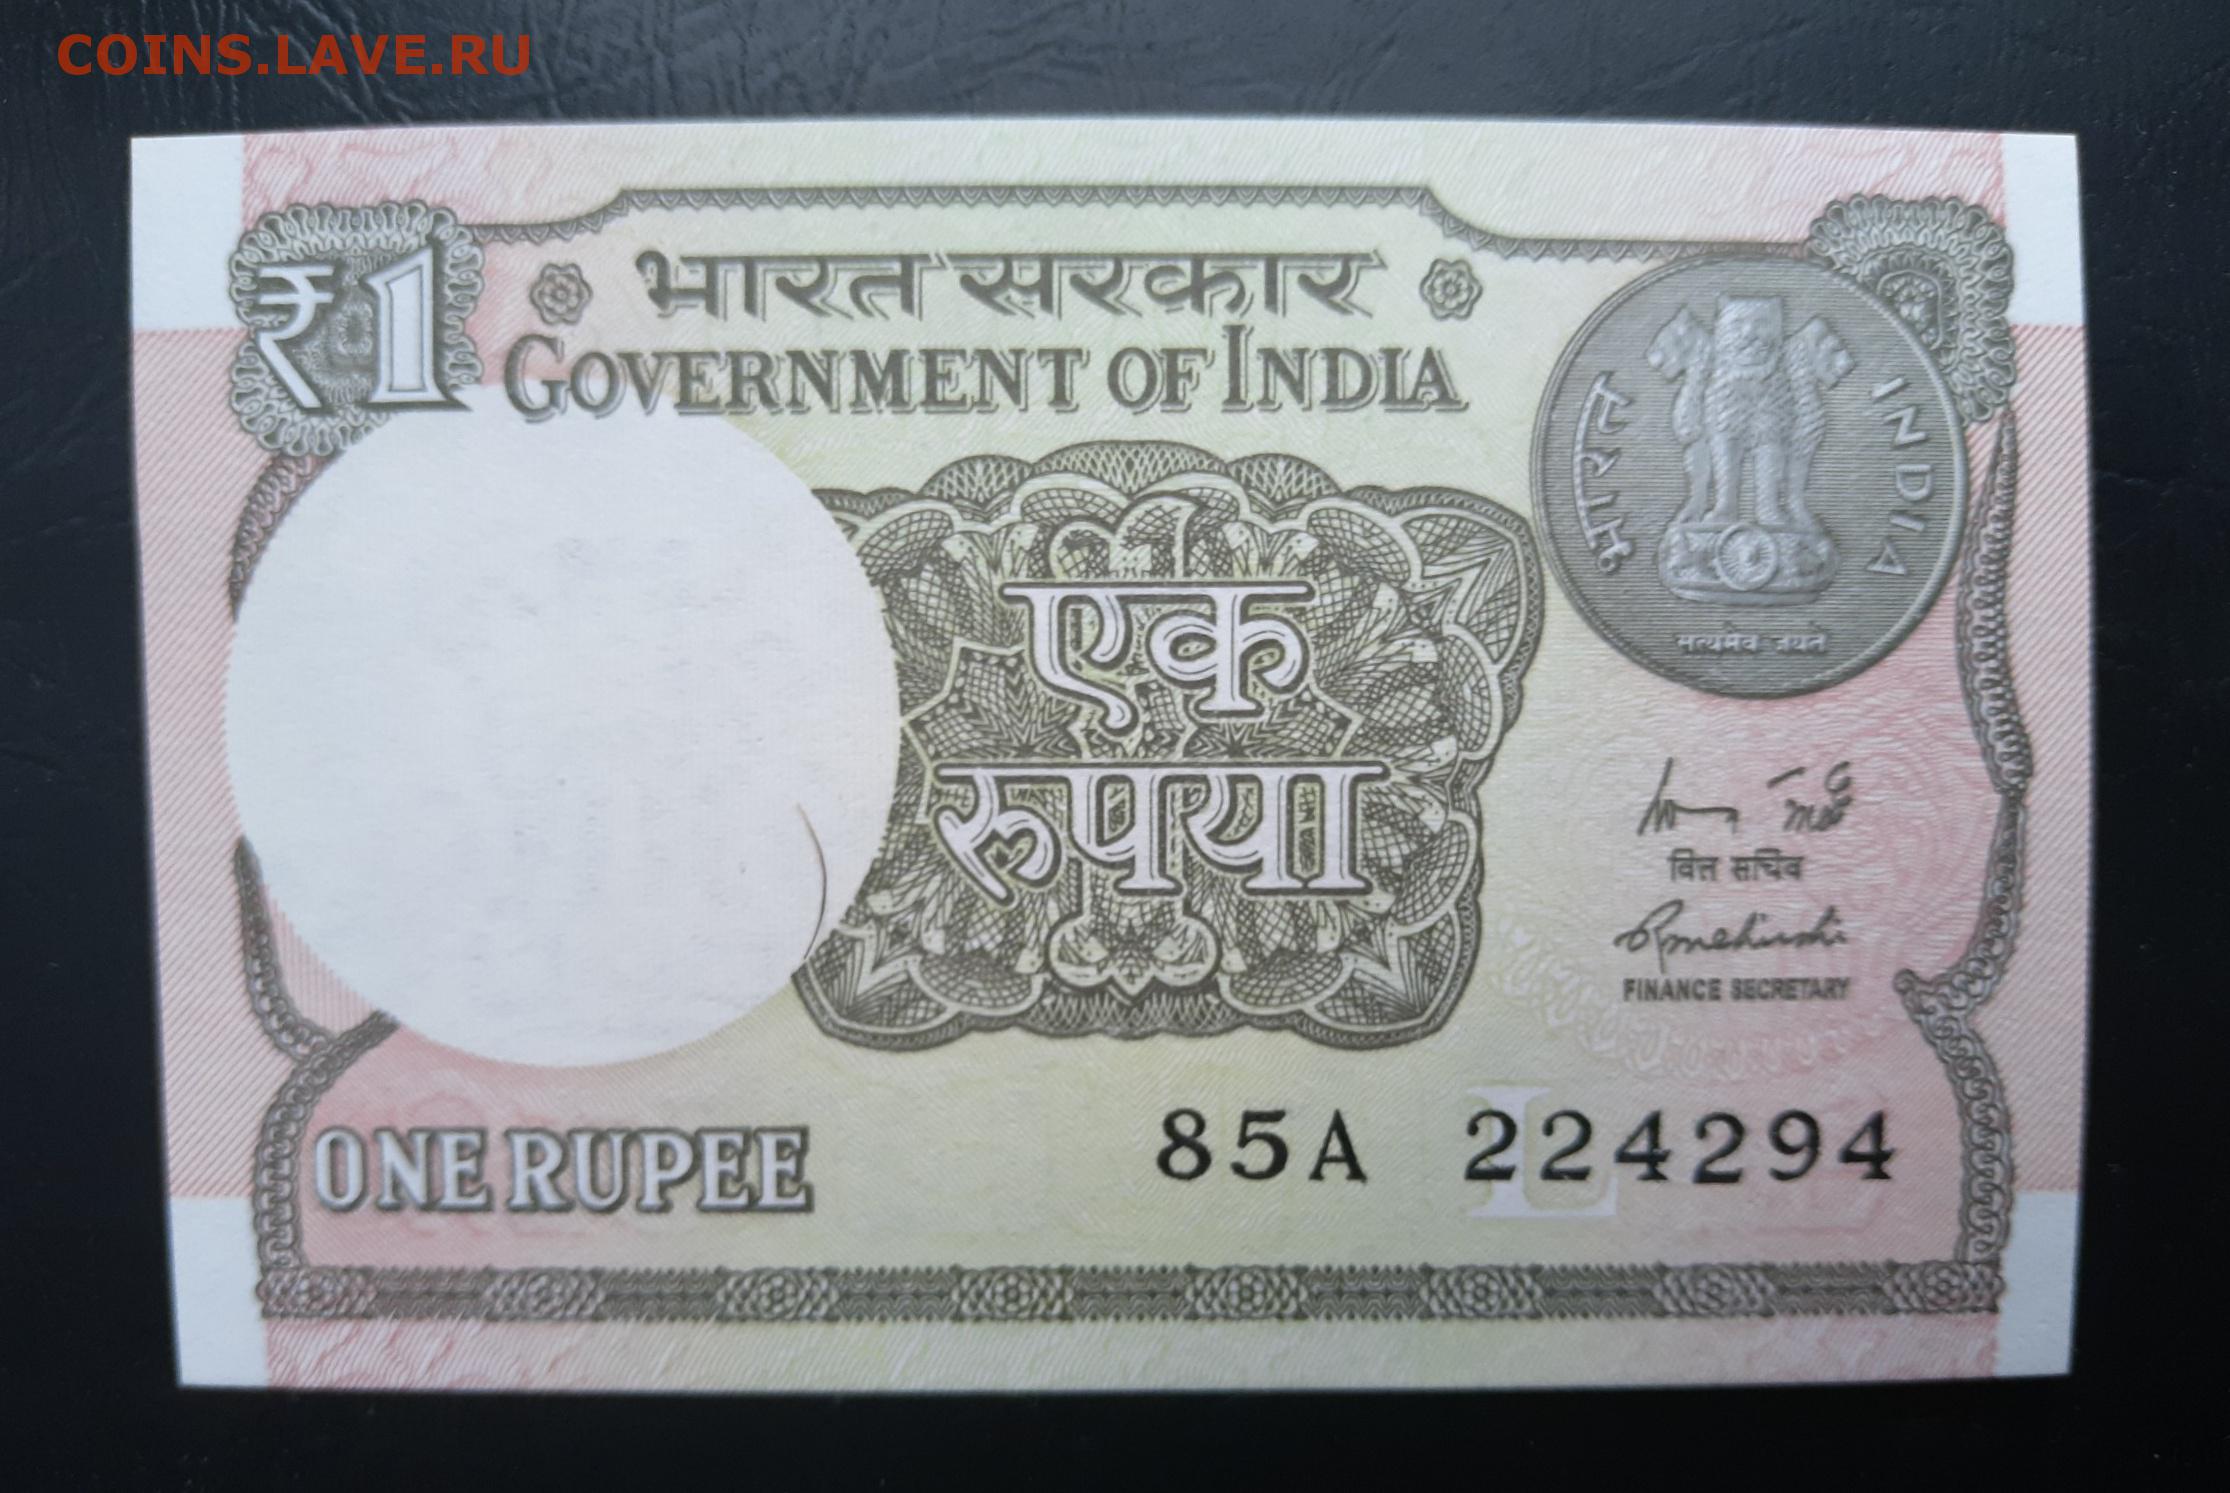 COINS.LAVE.RU
₹1
भारत सरकार
GOVERNMENT OF INDIA
भारत INDIA
सत्यमेव जयते
एक
रुपया
वित्त सचिव
FINANCE SECRETARY
L
85A 224294
ONE RUPEE